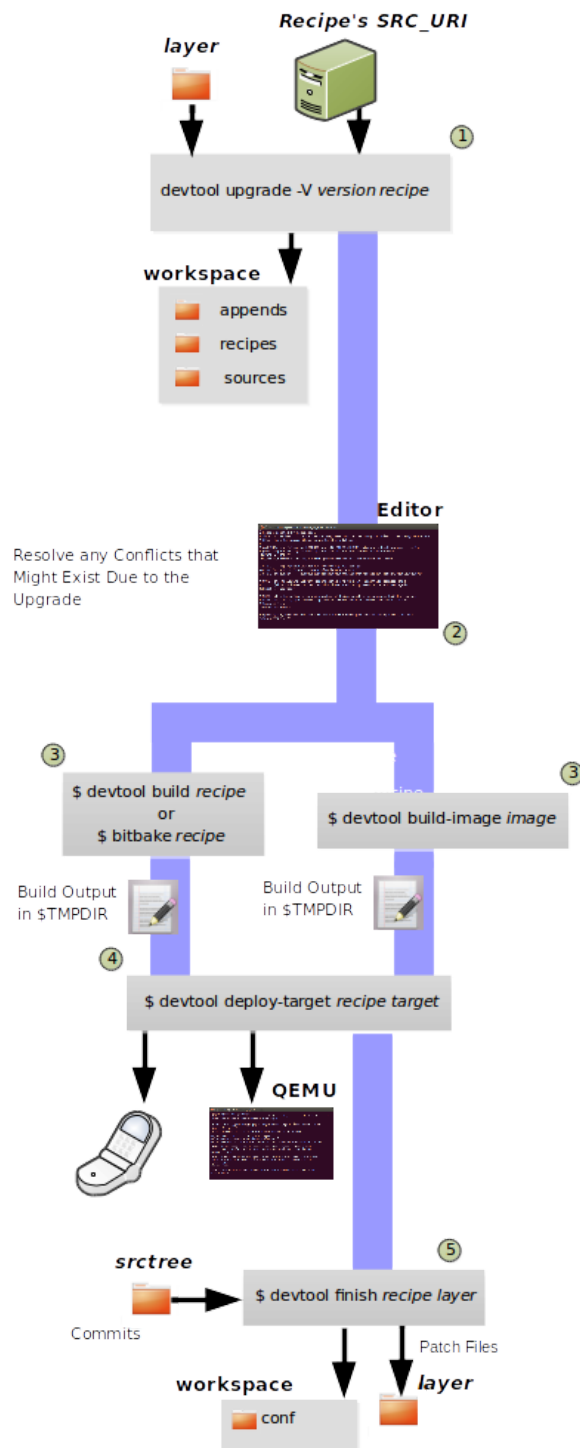 Recipe's SRC_URI
layer
1
devtool upgrade -V version recipe
workspace
appends
recipes
sources
Editor
Resolve any Conflicts that
Might Exist Due to the
Upgrade
2
3
$ devtool build recipe
or
$ bitbake recipe
3
$ devtool build-image image
Build Output
in $TMPDIR
Build Output
in $TMPDIR
4
$ devtool deploy-target recipe target
QEMU
5
srctree
$ devtool finish recipe layer
Commits
Patch Files
workspace
layer
conf